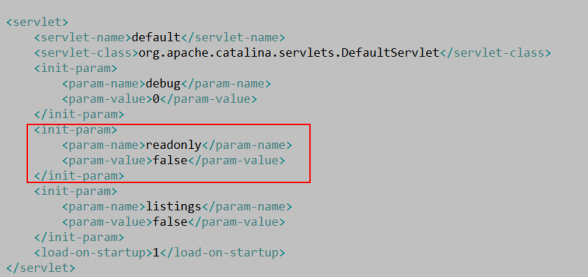 <servlet>
    <servlet-name>default</servlet-name>
    <servlet-class>org.apache.catalina.servlets.DefaultServlet</servlet-class>
    <init-param>
        <param-name>debug</param-name>
        <param-value>0</param-value>
    </init-param>
    <init-param>
        <param-name>readonly</param-name>
        <param-value>false</param-value>
    </init-param>
    <init-param>
        <param-name>listings</param-name>
        <param-value>false</param-value>
    </init-param>
    <load-on-startup>1</load-on-startup>
</servlet>